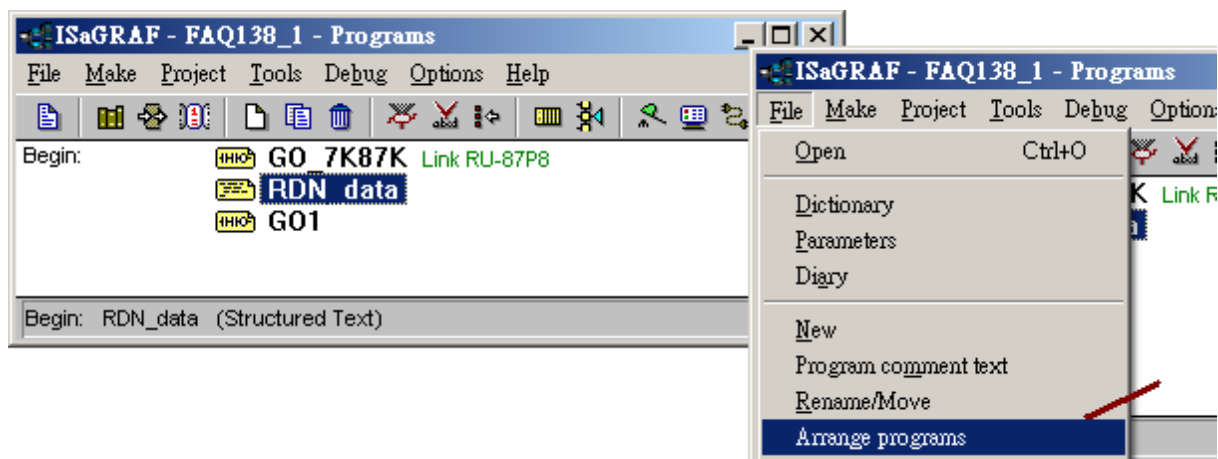 ISaGRAF - FAQ138_1 - Programs
File Make Project Tools Debug Options Help
Begin: GO_7K87K Link RU-87P8
RDN_data
GO1
Begin: RDN_data (Structured Text)
ISaGRAF - FAQ138_1 - Programs
File Make Project Tools Debug Options
Open Ctrl+O
Dictionary
Parameters
Diary
New
Program comment text
Rename/Move
Arrange programs
K Link R